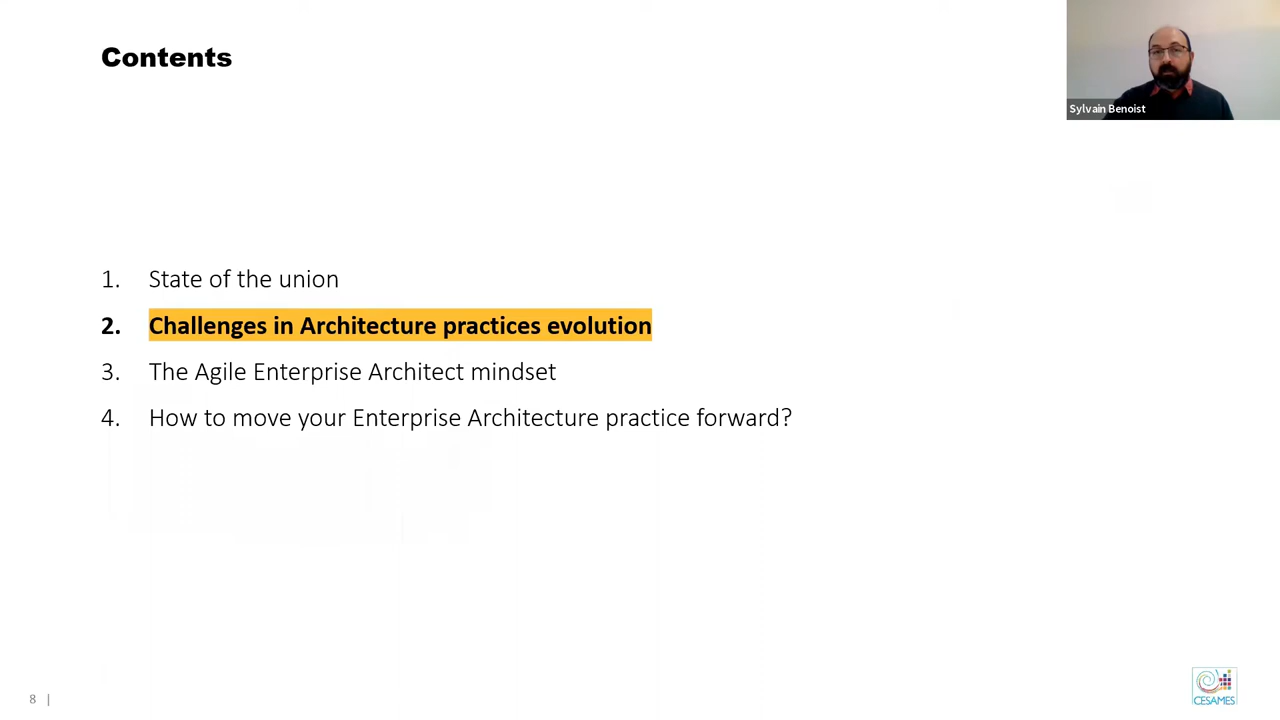 Contents
Sylvain Benoist
1. State of the union
2. Challenges in Architecture practices evolution
3. The Agile Enterprise Architect mindset
4. How to move your Enterprise Architecture practice forward?
8 |
CESAMES